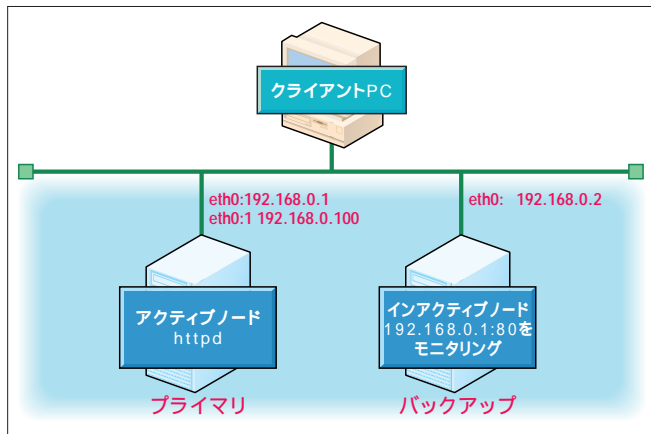 クライアントPC
eth0:192.168.0.1
eth0:1 192.168.0.100
eth0: 192.168.0.2
アクティブノード
httpd
インアクティブノード
192.168.0.1:80を
モニタリング
プライマリ
バックアップ